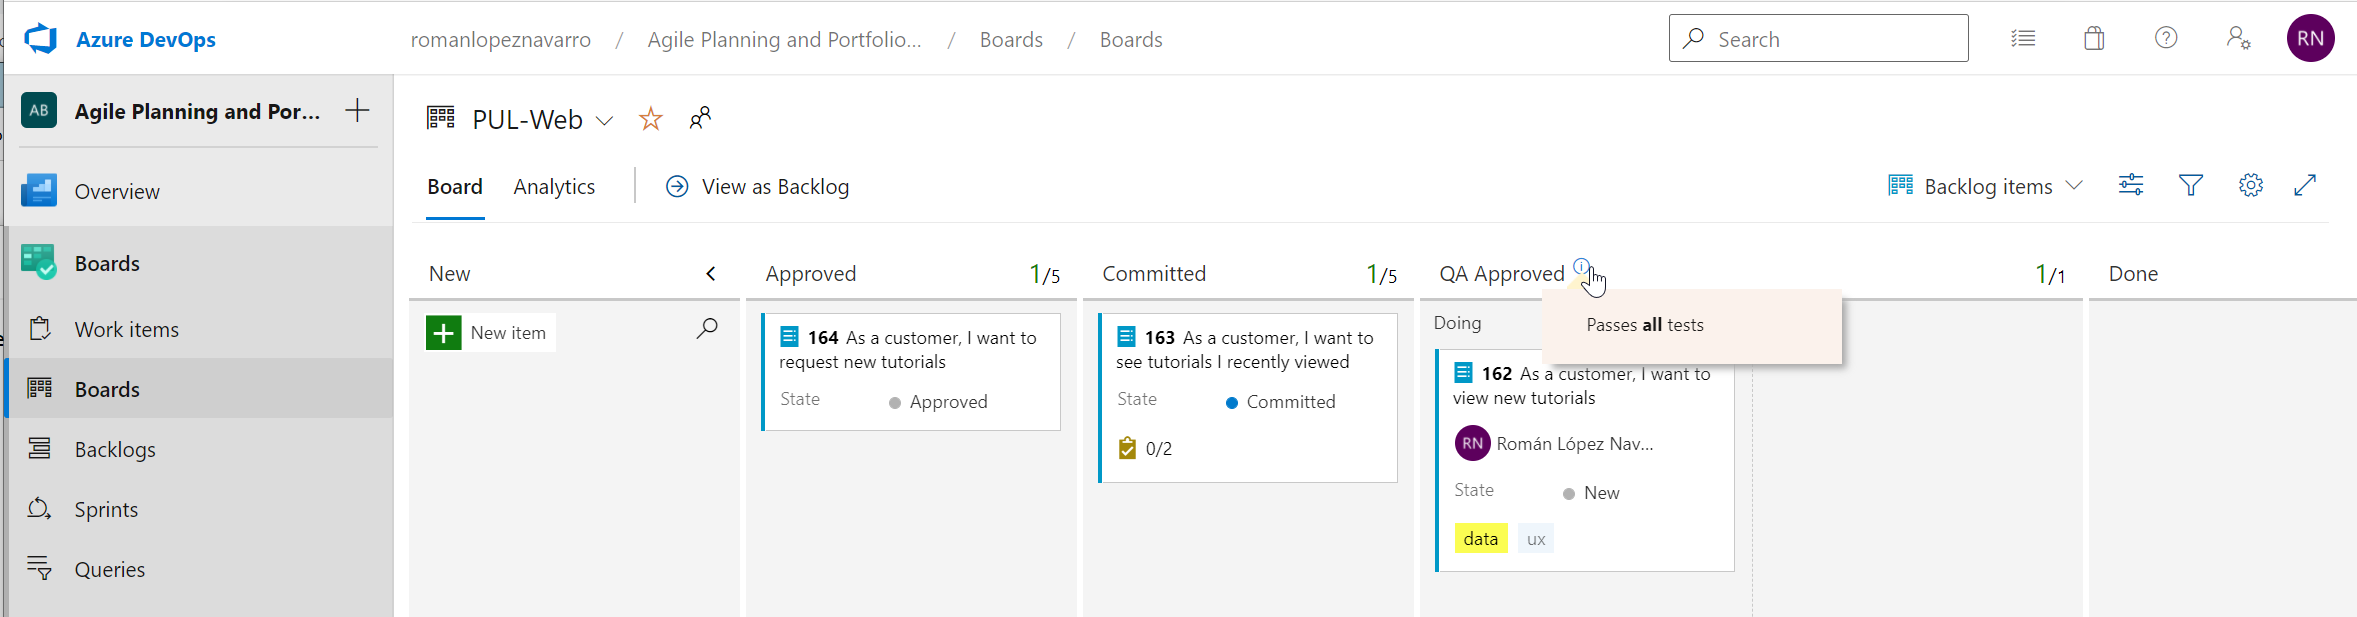 Azure DevOps
romanlopeznavarro / Agile Planning and Portfolio... / Boards / Boards
Search
RN
AB Agile Planning and Por...
Overview
Boards
Work items
Boards
Backlogs
Sprints
Queries
PUL-Web
Board Analytics View as Backlog
Backlog items
New
New item
Approved 1/5
164 As a customer, I want to
request new tutorials
State Approved
Committed 1/5
163 As a customer, I want to
see tutorials I recently viewed
State Committed
0/2
QA Approved 1/1
Passes all tests
Doing
162 As a customer, I want to
view new tutorials
RN Román López Nav...
State New
data ux
Done